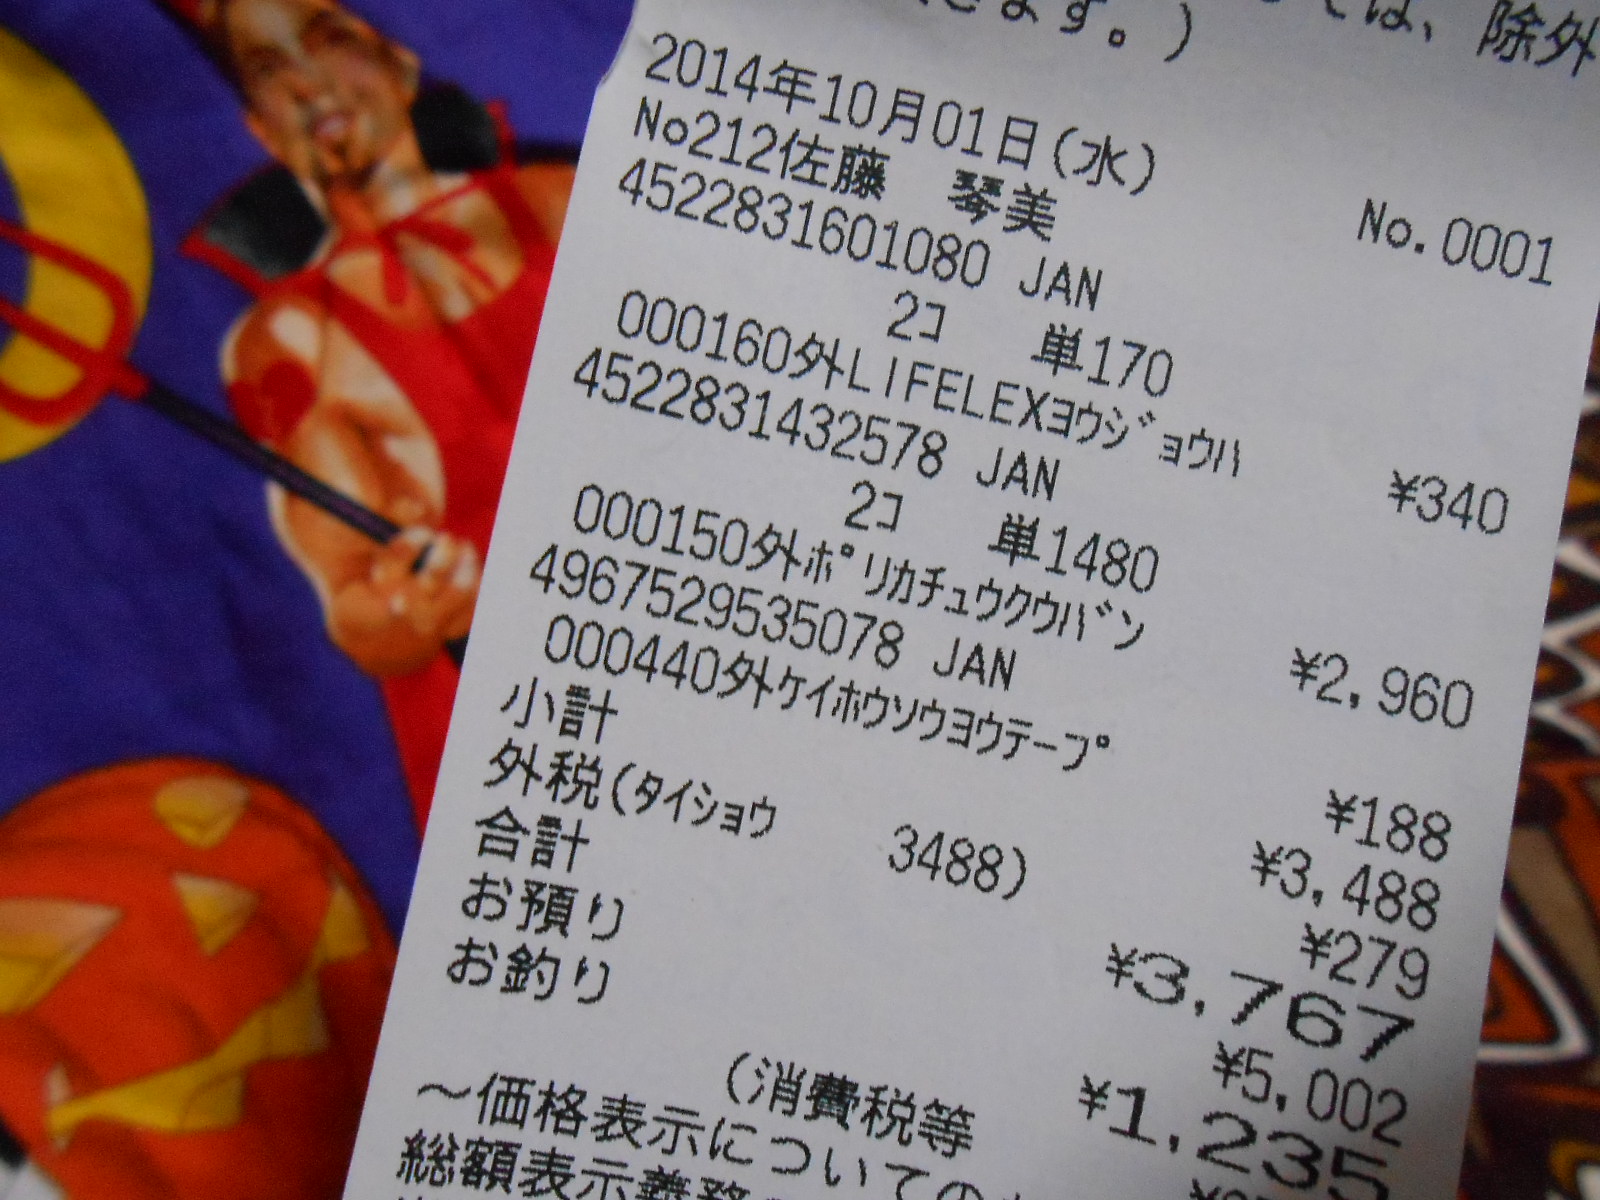 きます。)
ては、除外
2014年10月01日(水)
No212佐藤 琴美 No.0001
4522831601080 JAN
2コ 単170
000160外LIFELEXヨウジョウハ ¥340
4522831432578 JAN
2コ 単1480
000150外ポリカチュウクウバン ¥2,960
4967529535078 JAN
000440外ケイホウソウヨウテープ ¥188
小計 ¥3,488
外税(タイショウ 3488) ¥279
合計 ¥3,767
お預り ¥5,002
お釣り ¥1,235
(消費税等
~価格表示についての
総額表示義務